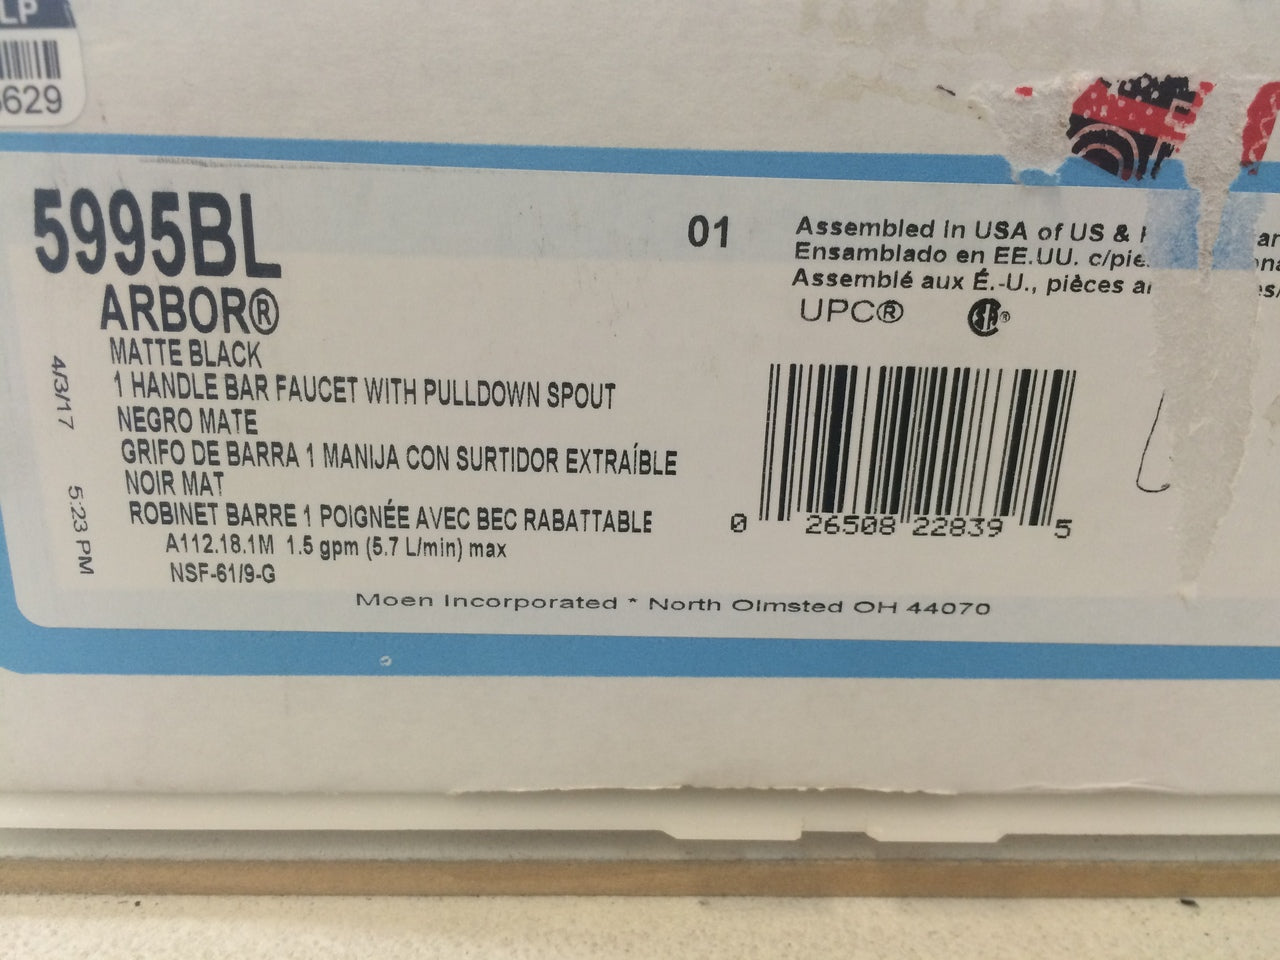 LP
629
5995BL
ARBOR®
MATTE BLACK
1 HANDLE BAR FAUCET WITH PULLDOWN SPOUT
NEGRO MATE
GRIFO DE BARRA 1 MANIJA CON SURTIDOR EXTRAÍBLE
NOIR MAT
ROBINET BARRE 1 POIGNÉE AVEC BEC RABATTABLE
A112.18.1M 1.5 gpm (5.7 L/min) max
NSF-61/9-G
4/3/17 5:23 PM
01
Assembled in USA of US &
Ensamblado en EE.UU. c/pie
Assemblé aux É.-U., pièces
UPC®
0 26508 22839 5
Moen Incorporated * North Olmsted OH 44070